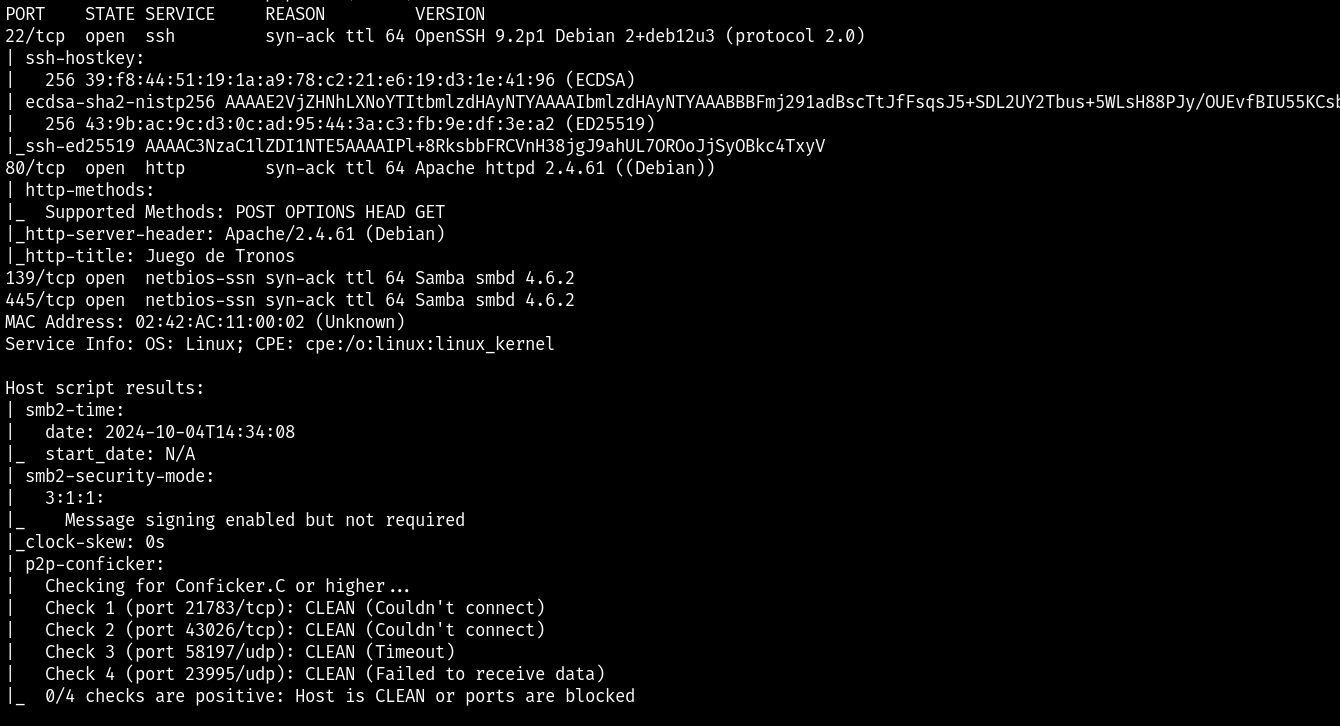 PORT    STATE SERVICE     REASON         VERSION
22/tcp  open  ssh         syn-ack ttl 64 OpenSSH 9.2p1 Debian 2+deb12u3 (protocol 2.0)
| ssh-hostkey:
|   256 39:f8:44:51:19:1a:a9:78:c2:21:e6:19:d3:1e:41:96 (ECDSA)
| ecdsa-sha2-nistp256 AAAAE2VjZHNhLXNoYTItbmlzdHAyNTYAAAAIbmlzdHAyNTYAAABBBFmj291adBscTtJfFsqsJ5+SDL2UY2Tbus+5WLsH88PJy/OUEvfBIU55KCsb
|   256 43:9b:ac:9c:d3:0c:ad:95:44:3a:c3:fb:9e:df:3e:a2 (ED25519)
|_ssh-ed25519 AAAAC3NzaC1lZDI1NTE5AAAAIPl+8RksbbFRCVnH38jgJ9ahUL7OROoJjSyOBkc4TxyV
80/tcp  open  http        syn-ack ttl 64 Apache httpd 2.4.61 ((Debian))
| http-methods:
|_  Supported Methods: POST OPTIONS HEAD GET
|_http-server-header: Apache/2.4.61 (Debian)
|_http-title: Juego de Tronos
139/tcp open  netbios-ssn syn-ack ttl 64 Samba smbd 4.6.2
445/tcp open  netbios-ssn syn-ack ttl 64 Samba smbd 4.6.2
MAC Address: 02:42:AC:11:00:02 (Unknown)
Service Info: OS: Linux; CPE: cpe:/o:linux:linux_kernel

Host script results:
| smb2-time:
|   date: 2024-10-04T14:34:08
|_  start_date: N/A
| smb2-security-mode:
|   3:1:1:
|_    Message signing enabled but not required
|_clock-skew: 0s
| p2p-conficker:
|   Checking for Conficker.C or higher...
|   Check 1 (port 21783/tcp): CLEAN (Couldn't connect)
|   Check 2 (port 43026/tcp): CLEAN (Couldn't connect)
|   Check 3 (port 58197/udp): CLEAN (Timeout)
|   Check 4 (port 23995/udp): CLEAN (Failed to receive data)
|_  0/4 checks are positive: Host is CLEAN or ports are blocked